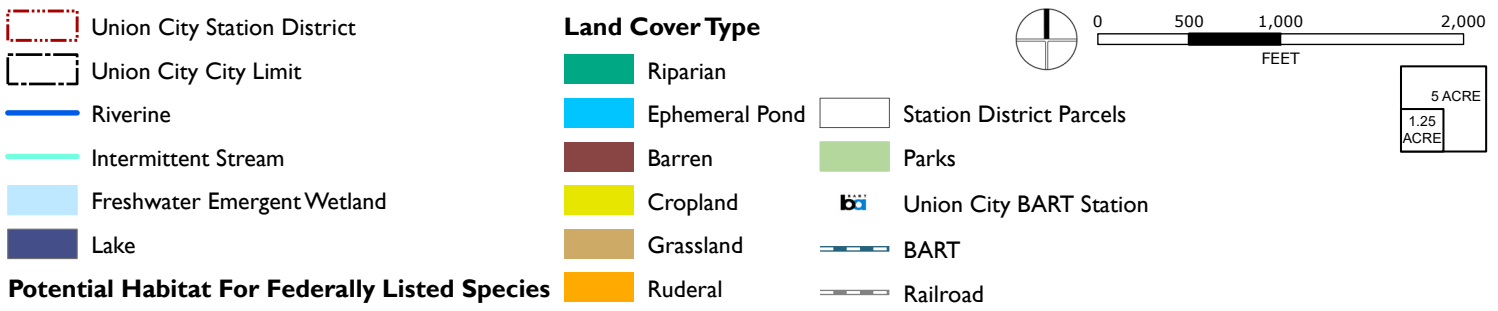 Union City Station District
Union City City Limit
Riverine
Intermittent Stream
Freshwater Emergent Wetland
Lake
Potential Habitat For Federally Listed Species
Land Cover Type
Riparian
Ephemeral Pond
Barren
Cropland
Grassland
Ruderal
Station District Parcels
Parks
ba
Union City BART Station
BART
Railroad
0 500 1,000 2,000
FEET
5 ACRE
1.25
ACRE